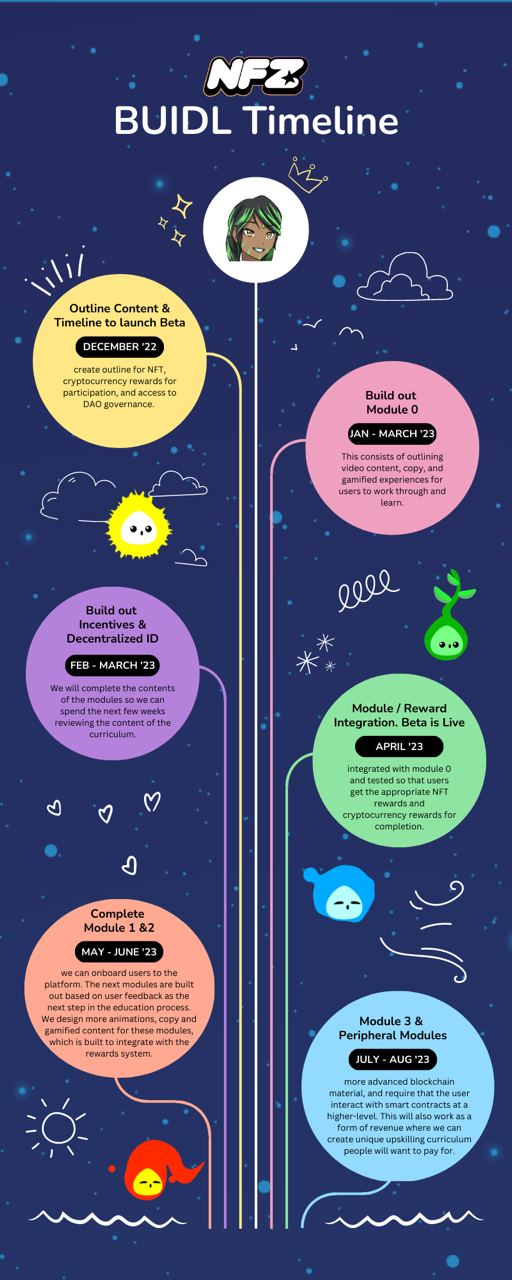 NFZ
BUIDL Timeline
Outline Content &
Timeline to launch Beta
DECEMBER '22
create outline for NFT,
cryptocurrency rewards for
participation, and access to
DAO governance.
Build out
Module 0
JAN - MARCH '23
This consists of outlining
video content, copy, and
gamified experiences for
users to work through and
learn.
Build out
Incentives &
Decentralized ID
FEB - MARCH '23
We will complete the contents
of the modules so we can
spend the next few weeks
reviewing the content of the
curriculum.
Module / Reward
Integration. Beta is Live
APRIL '23
integrated with module 0
and tested so that users
get the appropriate NFT
rewards and
cryptocurrency rewards for
completion.
Complete
Module 1 &2
MAY - JUNE '23
we can onboard users to the
platform. The next modules are built
out based on user feedback as the
next step in the education process.
We design more animations, copy and
gamified content for these modules,
which is built to integrate with the
rewards system.
Module 3 &
Peripheral Modules
JULY - AUG '23
more advanced blockchain
material, and require that the user
interact with smart contracts at a
higher-level. This will also work as a
form of revenue where we can
create unique upskilling curriculum
people will want to pay for.